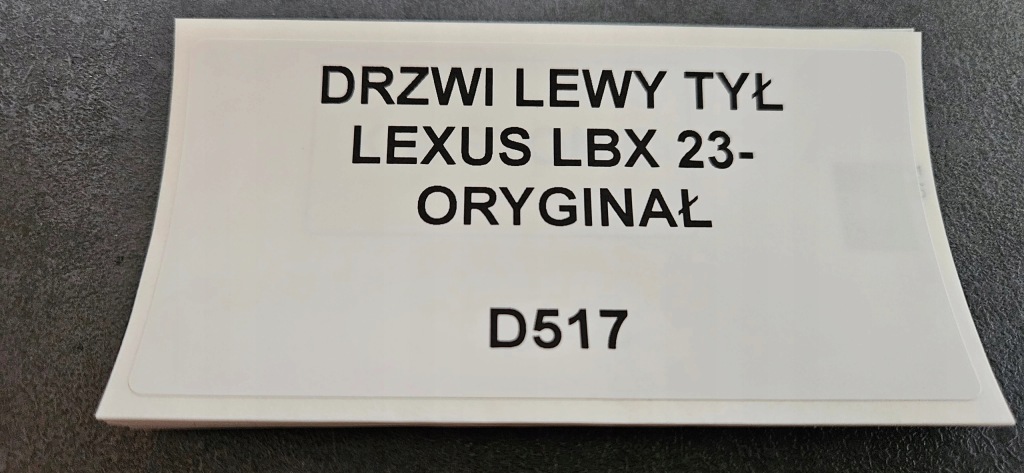 DRZWI LEWY TYŁ
LEXUS LBX 23-
ORYGINAŁ
D517